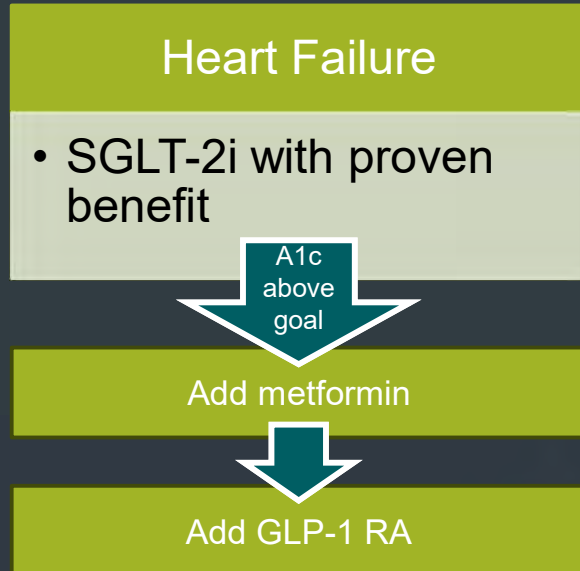 Heart Failure
• SGLT-2i with proven
benefit
A1c
above
goal
Add metformin
Add GLP-1 RA